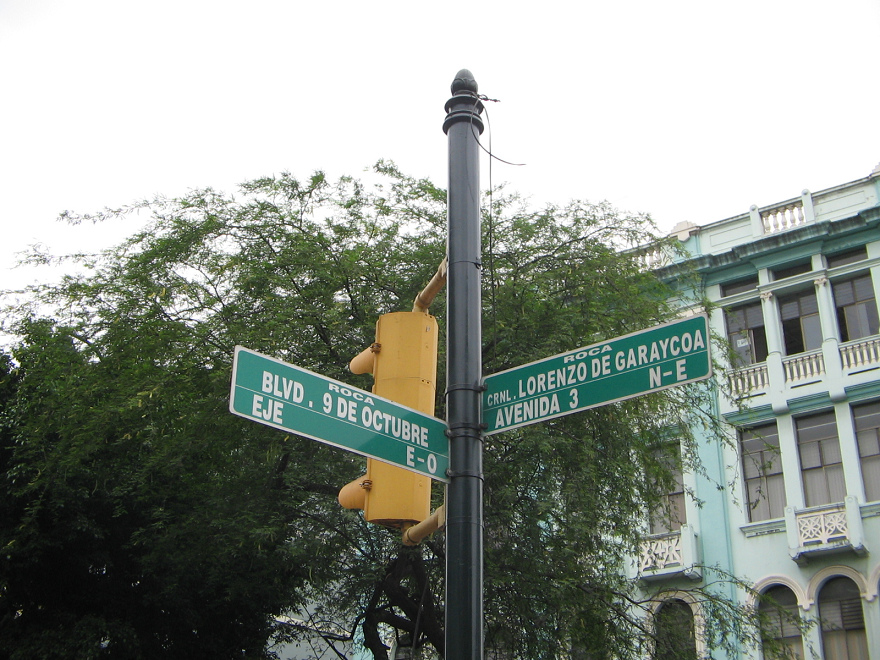 ROCA
BLVD . 9 DE OCTUBRE
EJE
E - O
ROCA
CRNL. LORENZO DE GARAYCOA
AVENIDA 3
N - E